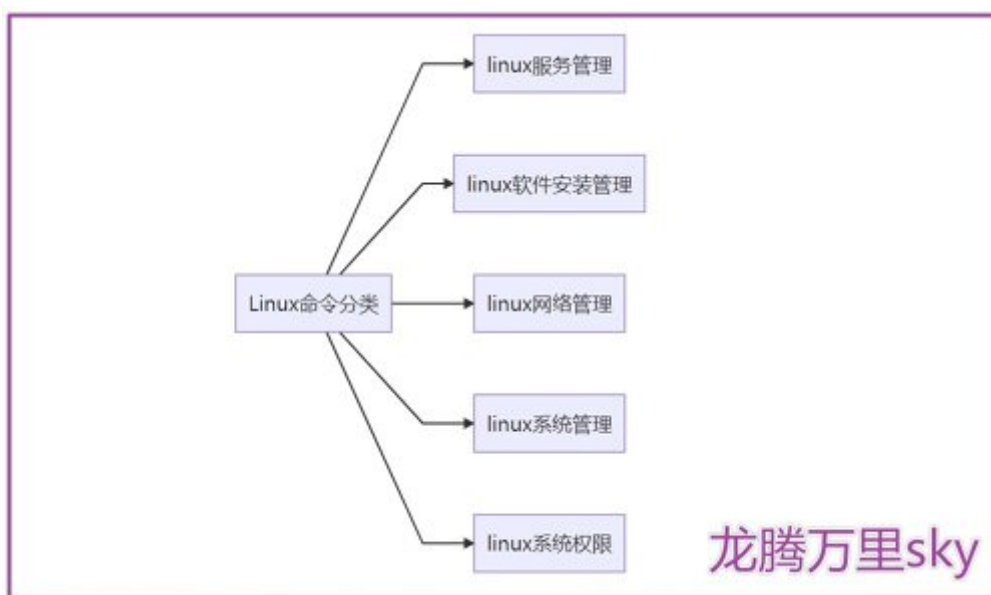 linux服务管理
linux软件安装管理
Linux命令分类
linux网络管理
linux系统管理
linux系统权限
龙腾万里sky